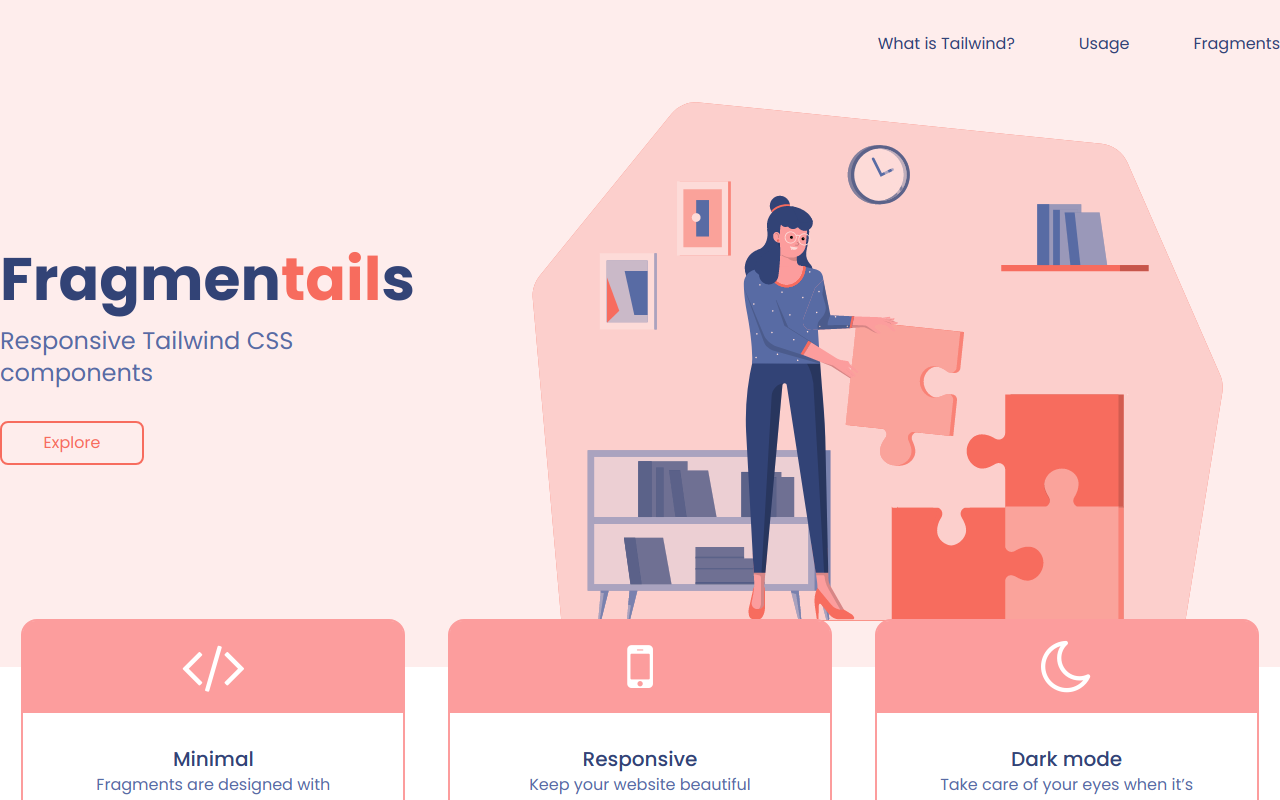 What is Tailwind?
Usage
Fragments
Fragmentails
Responsive Tailwind CSS
components
Explore
Minimal
Fragments are designed with
Responsive
Keep your website beautiful
Dark mode
Take care of your eyes when it’s